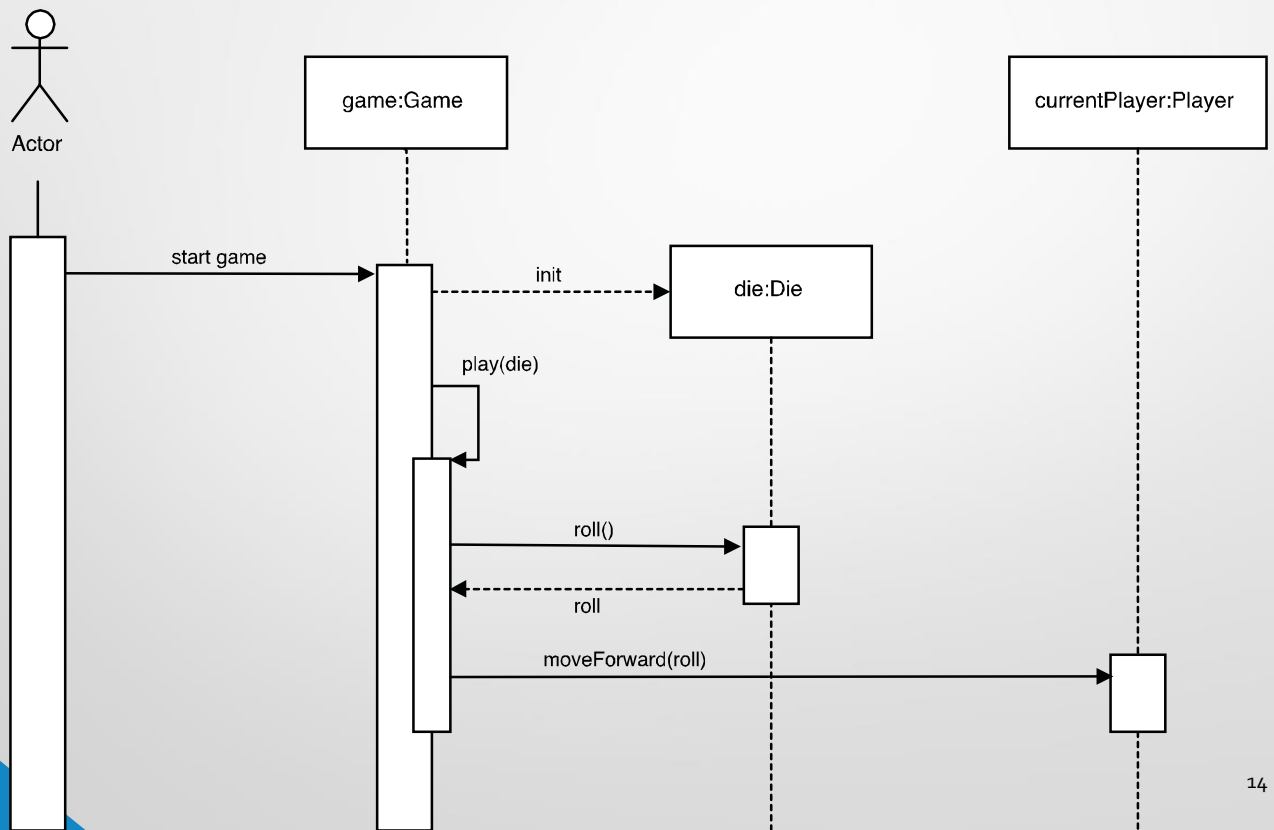 Actor
game:Game
currentPlayer:Player
start game
init
die:Die
play(die)
roll()
roll
moveForward(roll)
14